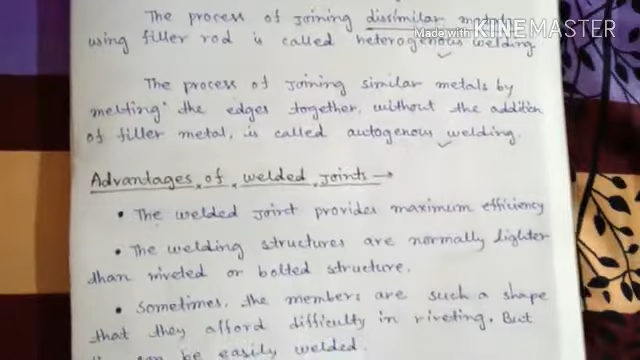 The process of joining dissimilar
Made with KINEMASTER
using filler rod is called heterogenous welding
The process of joining similar metals by
melting the edges together, without the addition
of filler metal, is called autogenous welding.
Advantages of welded joints →
• The welded joint provides maximum efficiency
• The welding structures are normally lighter
than riveted or bolted structure.
• Sometimes, the members are such a shape
that they afford difficulty in riveting. But
can be easily welded.